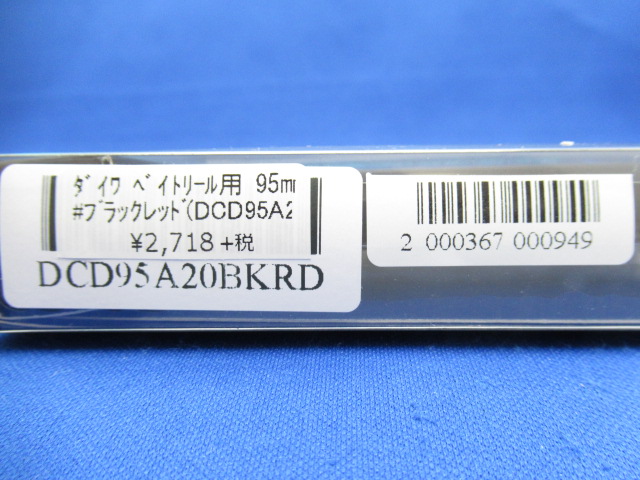 ダイワ ベイトリール用 95mm
#ブラックレッド(DCD95A2
¥2,718+税
DCD95A20BKRD
2 000367 000949